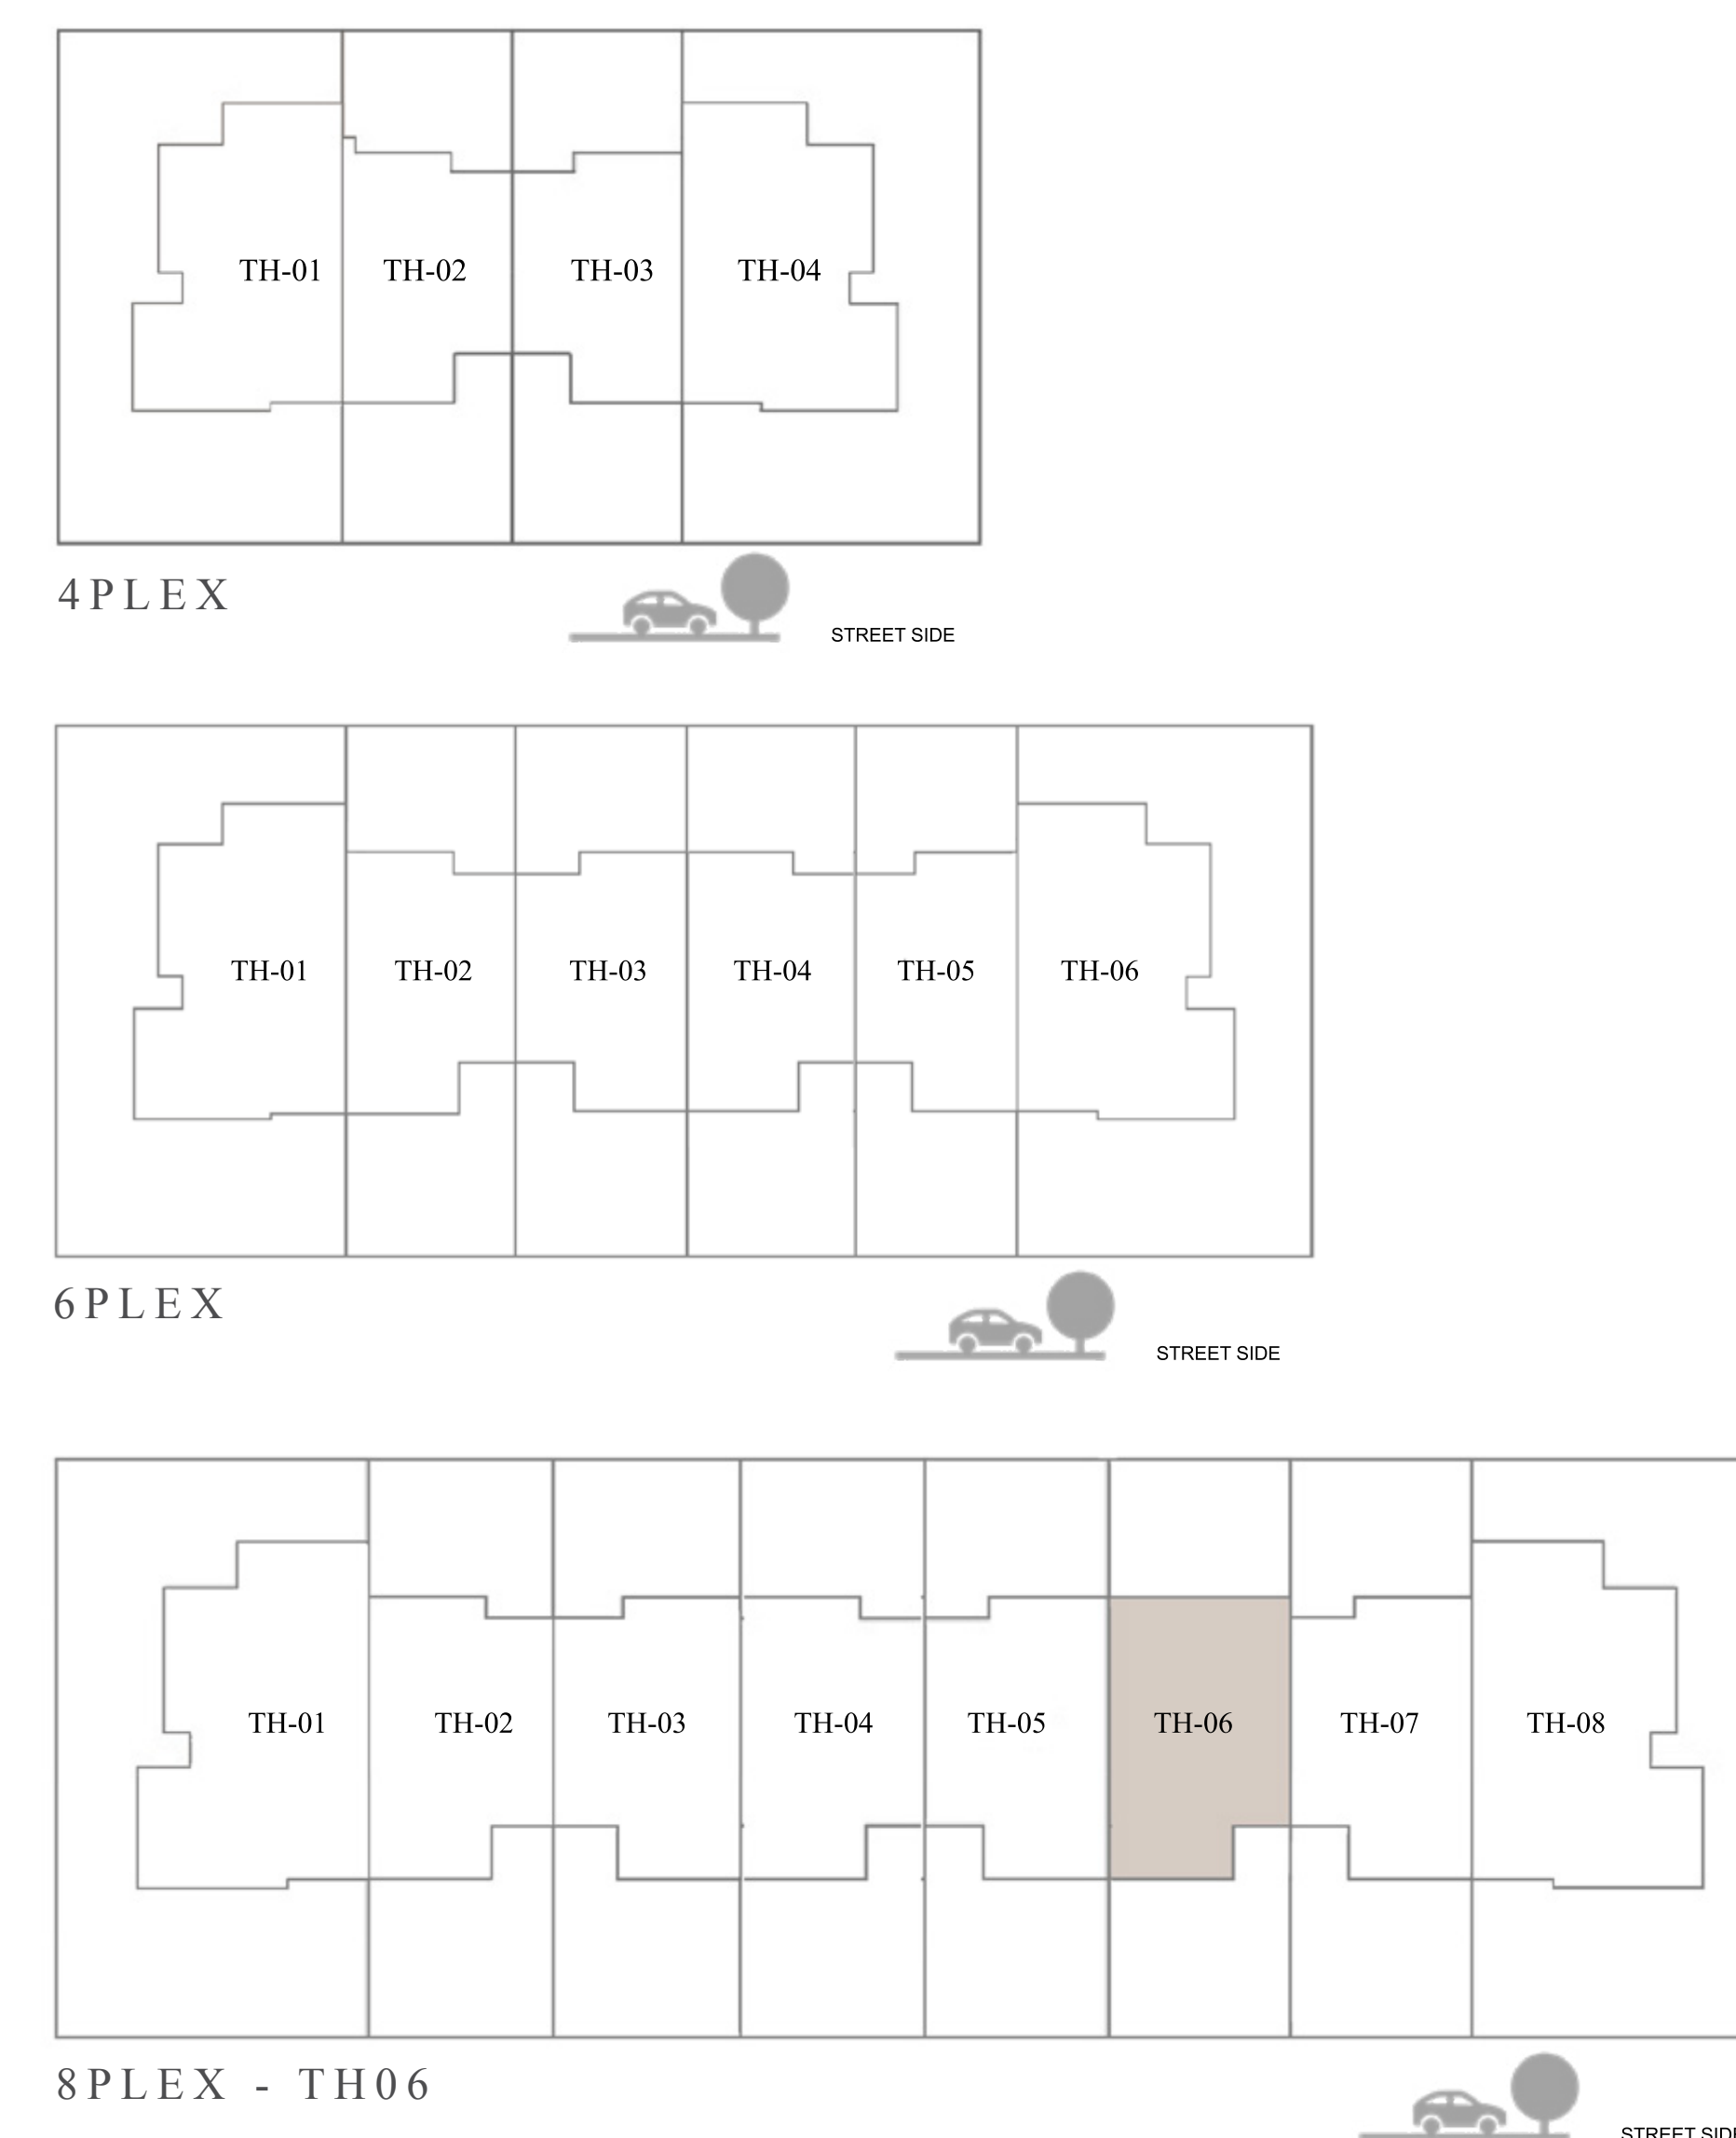 TH-01 TH-02 TH-03 TH-04
4PLEX
STREET SIDE
TH-01 TH-02 TH-03 TH-04 TH-05 TH-06
6PLEX
STREET SIDE
TH-01 TH-02 TH-03 TH-04 TH-05 TH-06 TH-07 TH-08
8PLEX - TH06
STREET